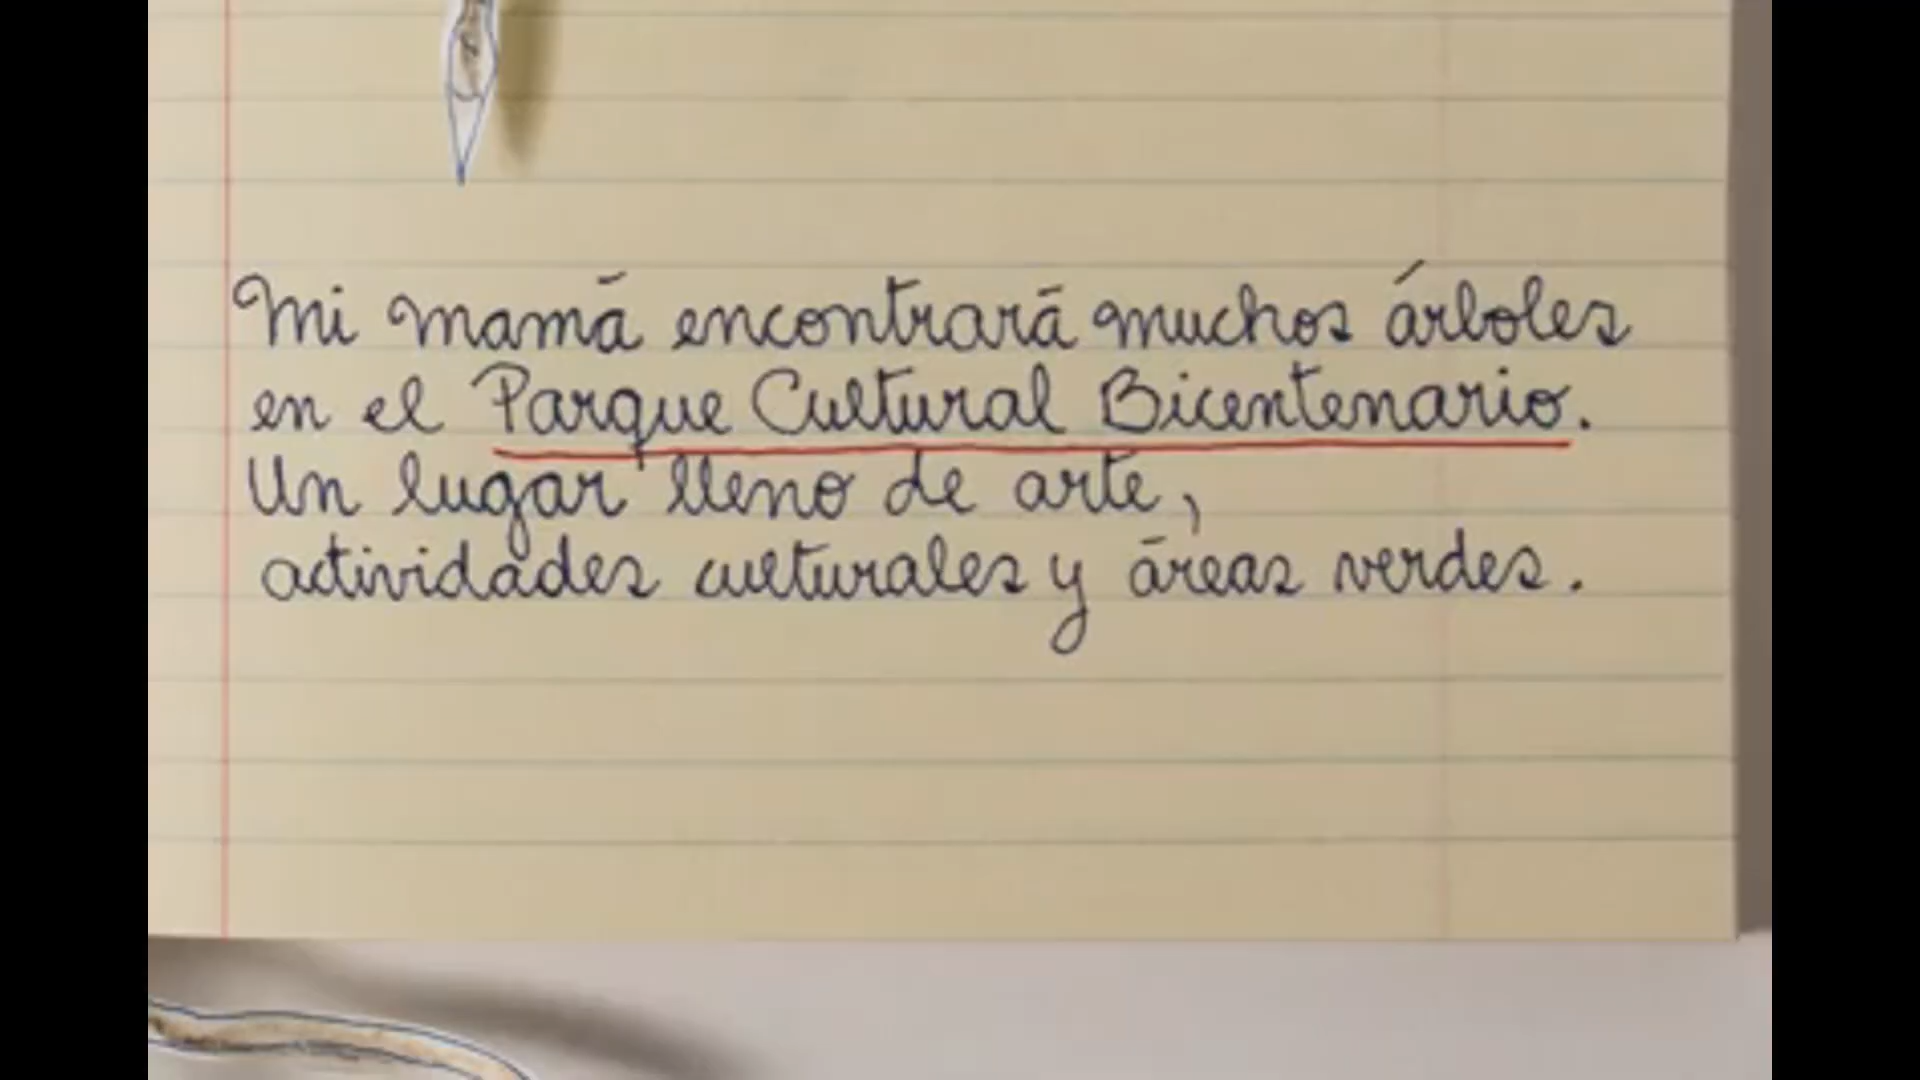 Mi mamá encontrará muchos árboles
en el Parque Cultural Bicentenario.
Un lugar lleno de arte,
actividades culturales y áreas verdes.